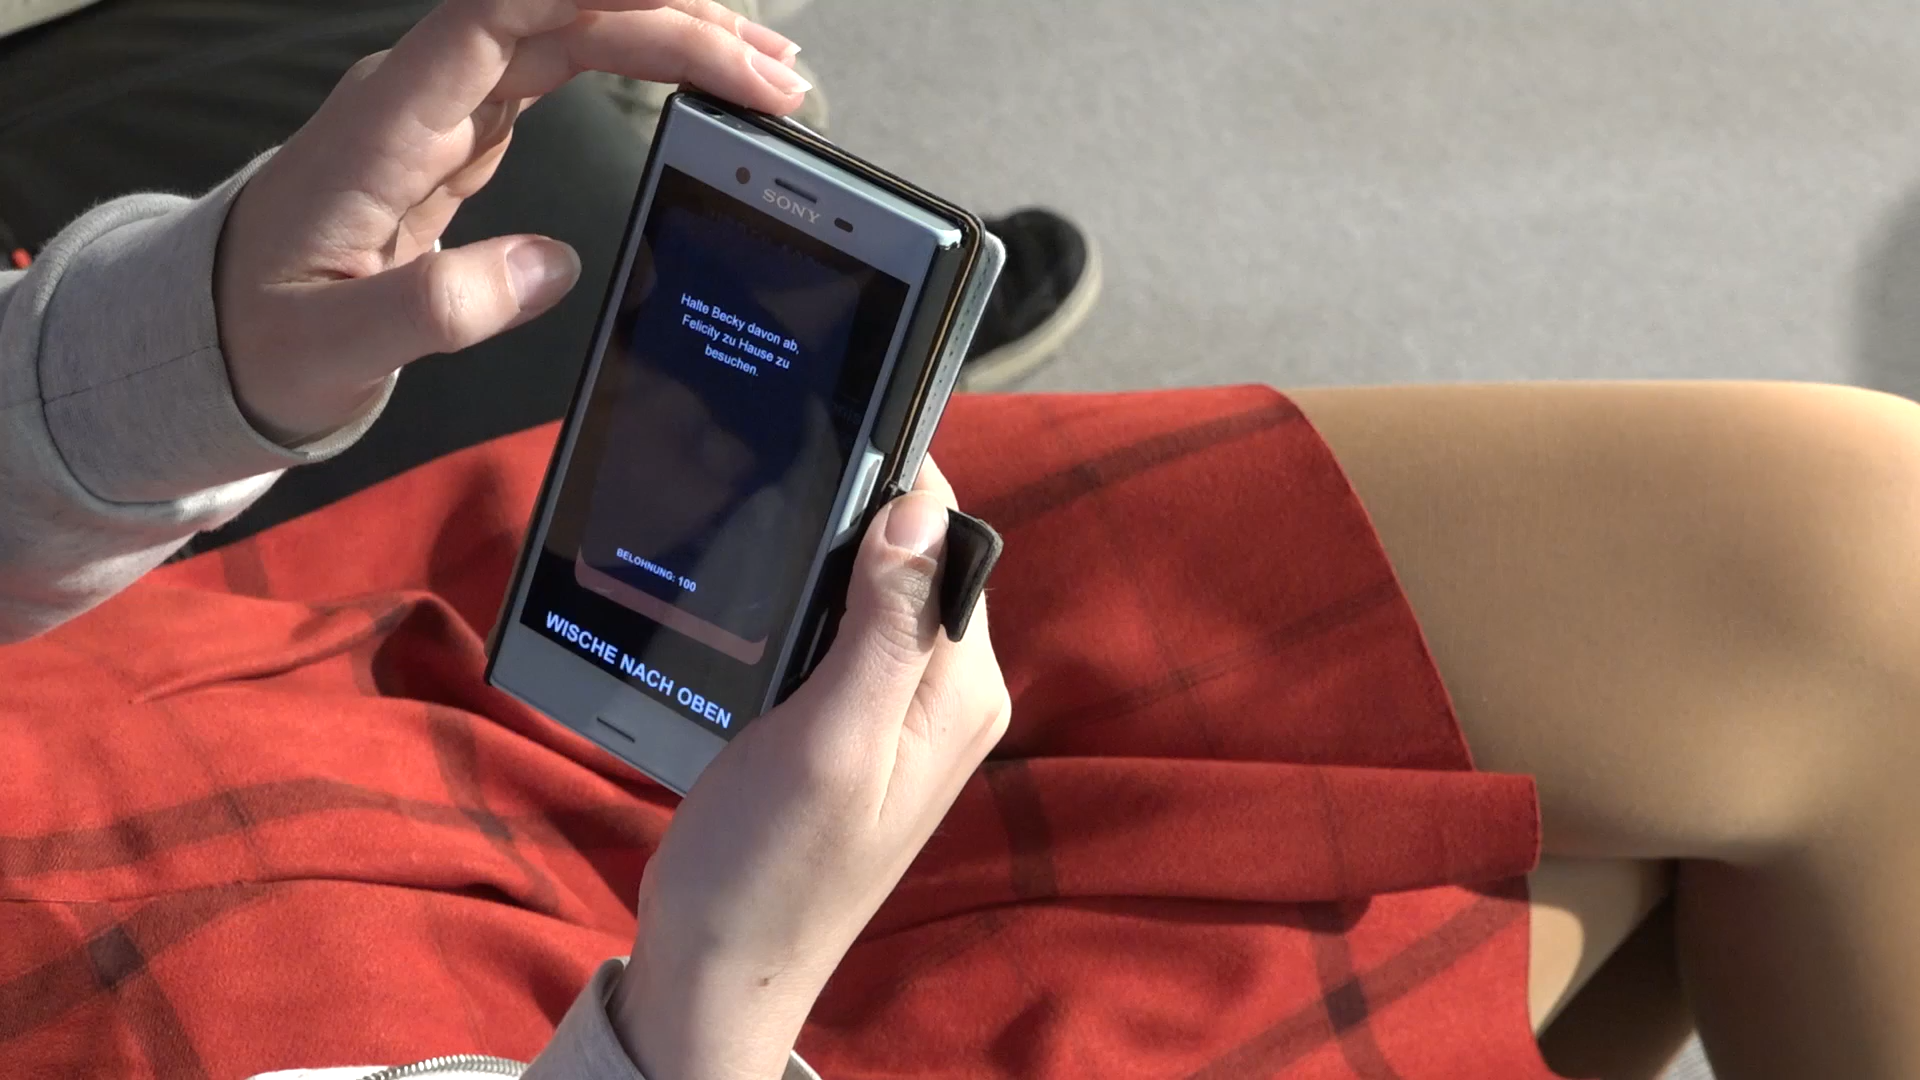 SONY
Halte Becky davon ab,
Felicity zu Hause zu
besuchen.
BELOHNUNG: 100
WISCHE NACH OBEN